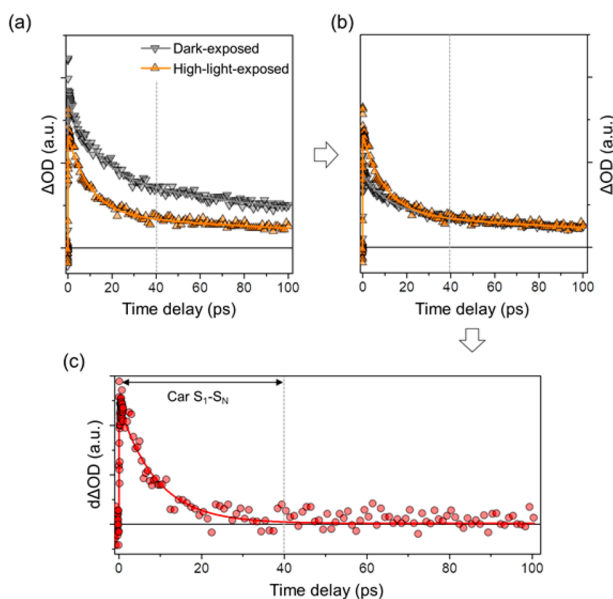 (a)
Dark-exposed
High-light-exposed
ΔOD (a.u.)
0 20 40 60 80 100
Time delay (ps)
(b)
ΔOD (a.u.)
0 20 40 60 80 100
Time delay (ps)
(c)
Car S₁-S_N
dΔOD (a.u.)
0 20 40 60 80 100
Time delay (ps)